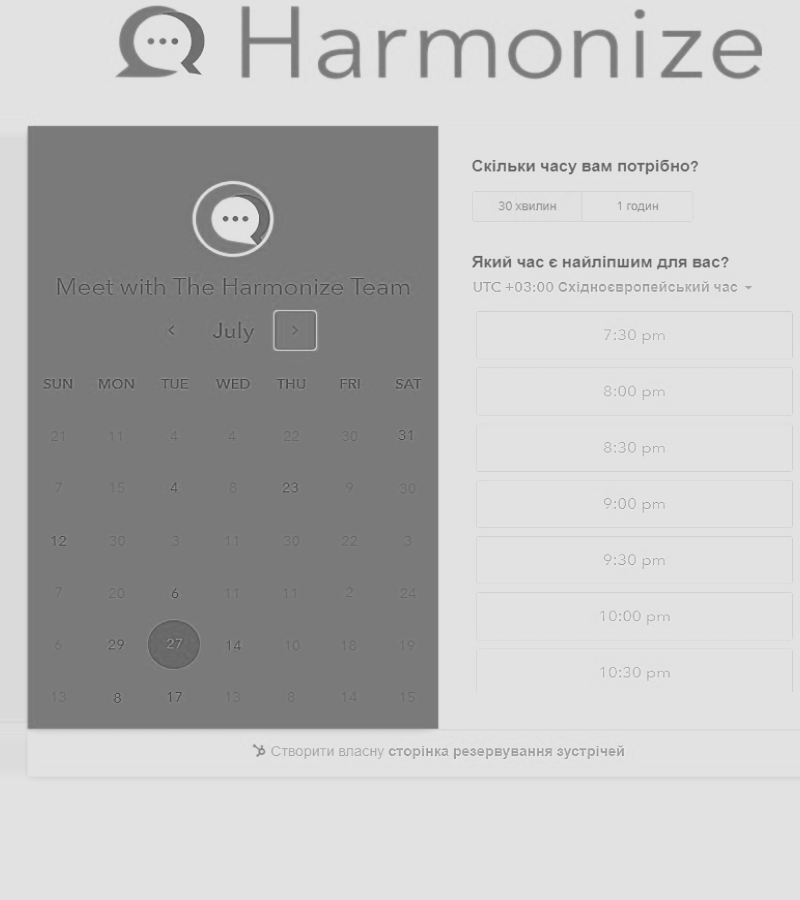 Harmonize
Meet with The Harmonize Team
July
SUN MON TUE WED THU FRI SAT
21 11 4 4 22 30 31
7 15 4 8 23 9 30
12 30 3 11 30 22 3
7 20 6 11 11 2 24
6 29 27 14 10 18 19
13 8 17 13 8 14 15
Скільки часу вам потрібно?
30 хвилин 1 годин
Який час є найліпшим для вас?
UTC +03:00 Східноєвропейський час
7:30 pm
8:00 pm
8:30 pm
9:00 pm
9:30 pm
10:00 pm
10:30 pm
Створити власну сторінка резервування зустрічей